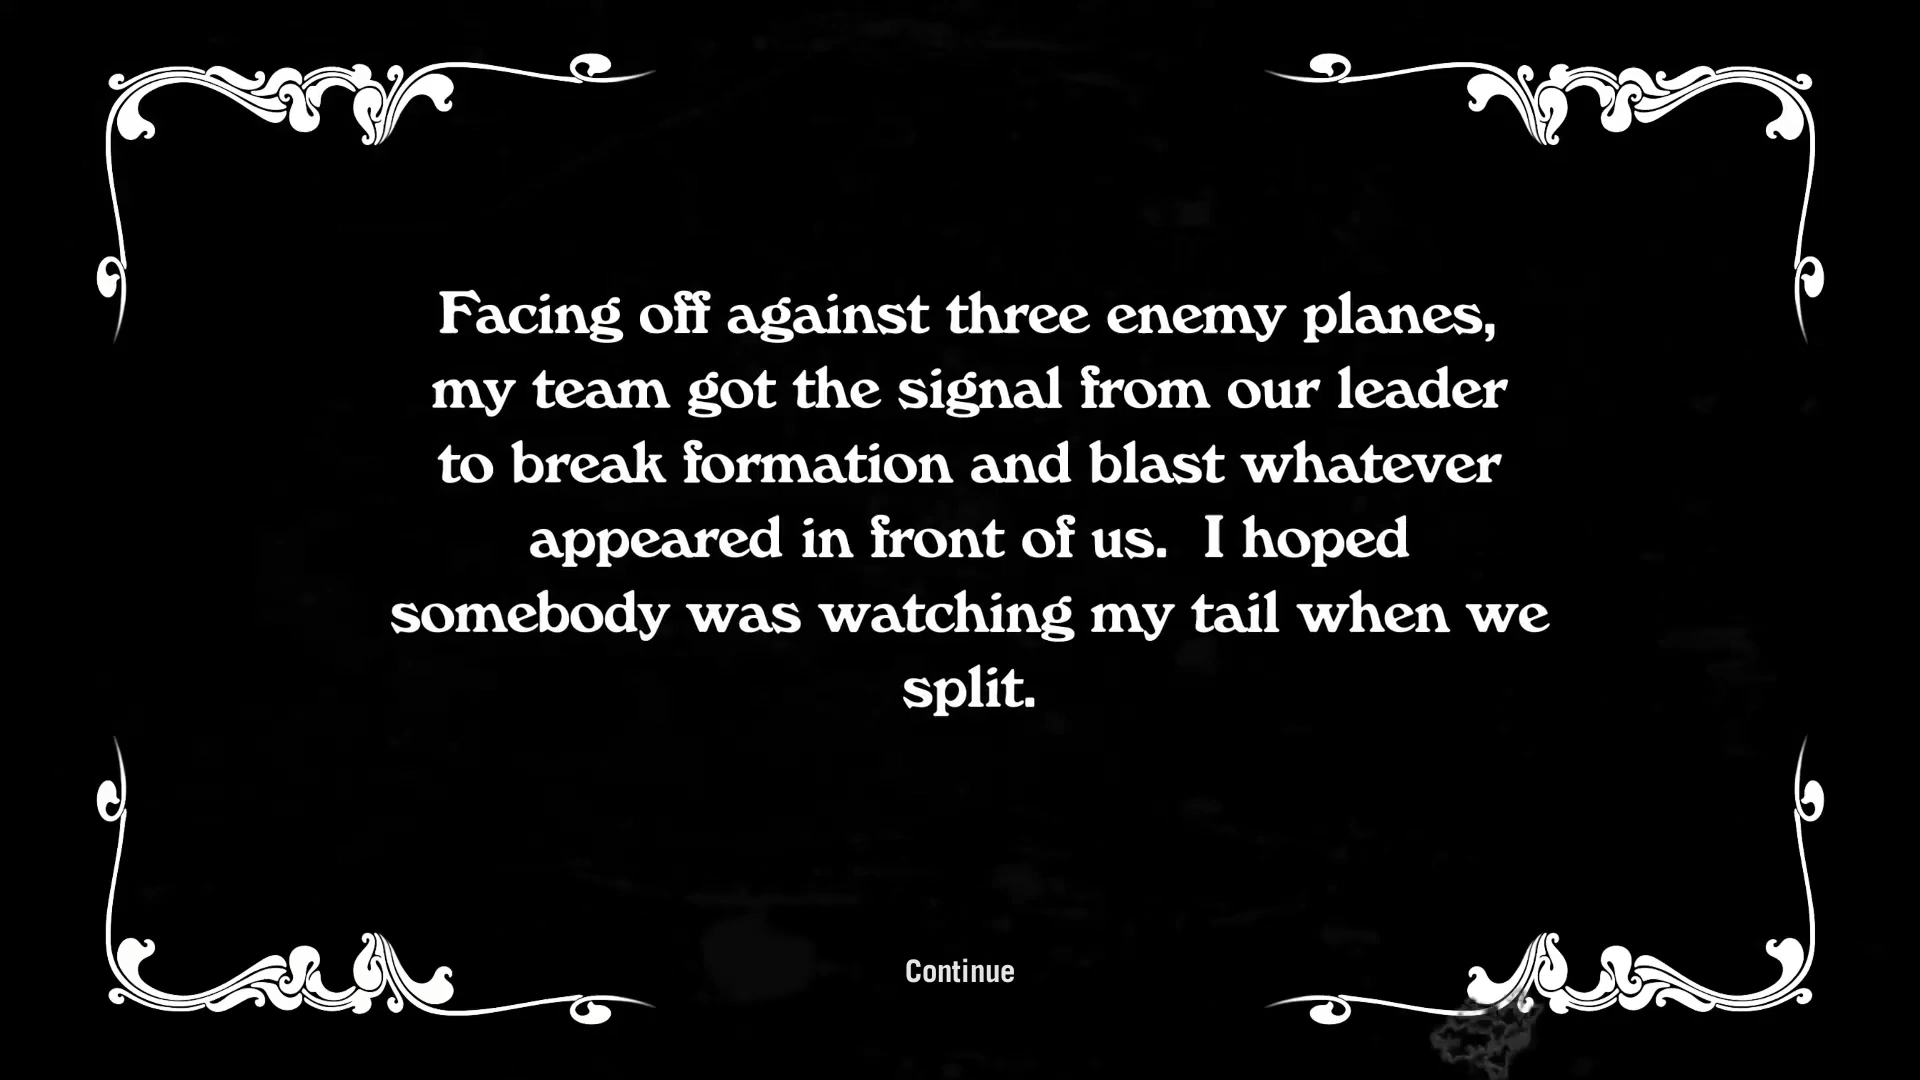 Facing off against three enemy planes,
my team got the signal from our leader
to break formation and blast whatever
appeared in front of us.  I hoped
somebody was watching my tail when we
split.
Continue